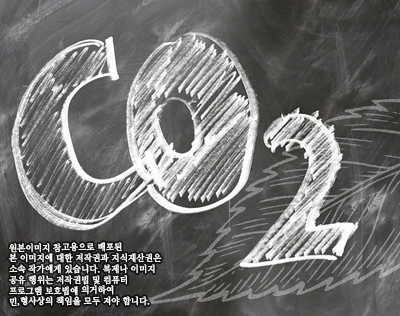 CO2
원본이미지 참고용으로 배포된
본 이미지에 대한 저작권과 지식재산권은
소속 작가에게 있습니다. 복제나 이미지
공유 행위는 저작권법 및 컴퓨터
프로그램 보호법에 의거하여
민,형사상의 책임을 모두 져야 합니다.